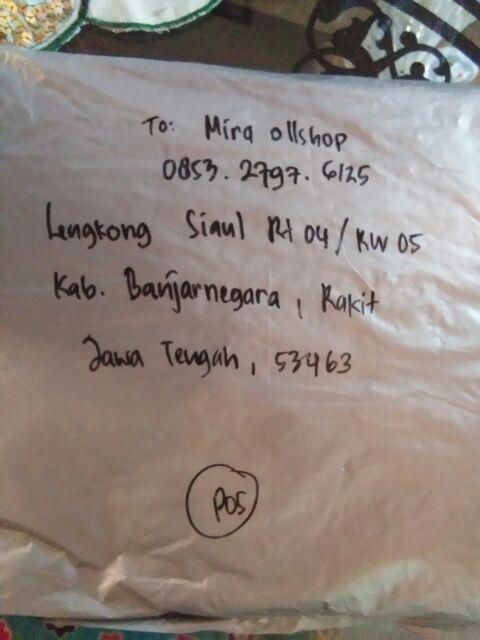 To: Mira ollshop
0853.2797.6125
Lengkong Siaul Rt 04/RW 05
Kab. Banjarnegara, Rakit
Jawa Tengah, 53463
POS